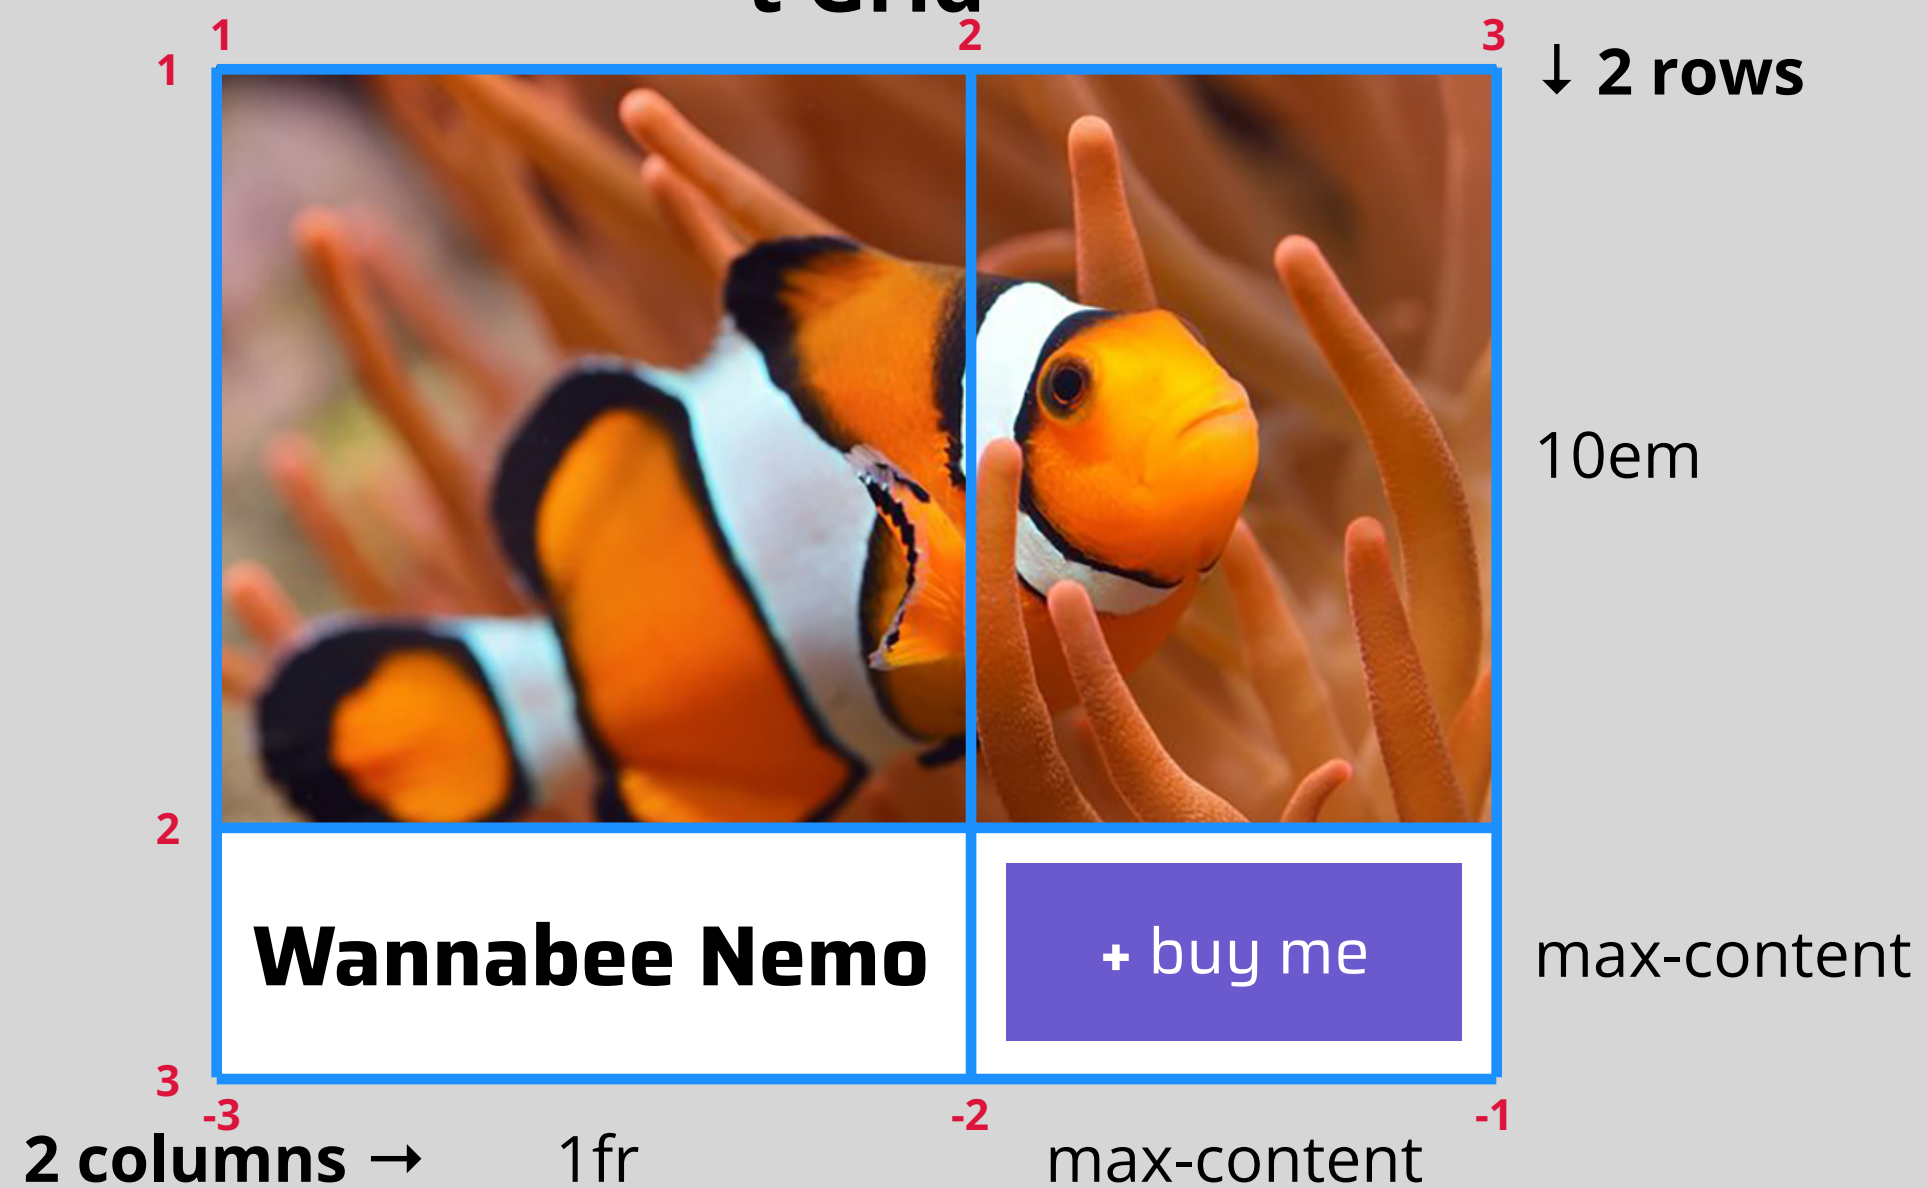 t Grid
1 2 3
1
↓ 2 rows
10em
2
Wannabee Nemo
+ buy me
max-content
3
-3 -2 -1
2 columns → 1fr max-content